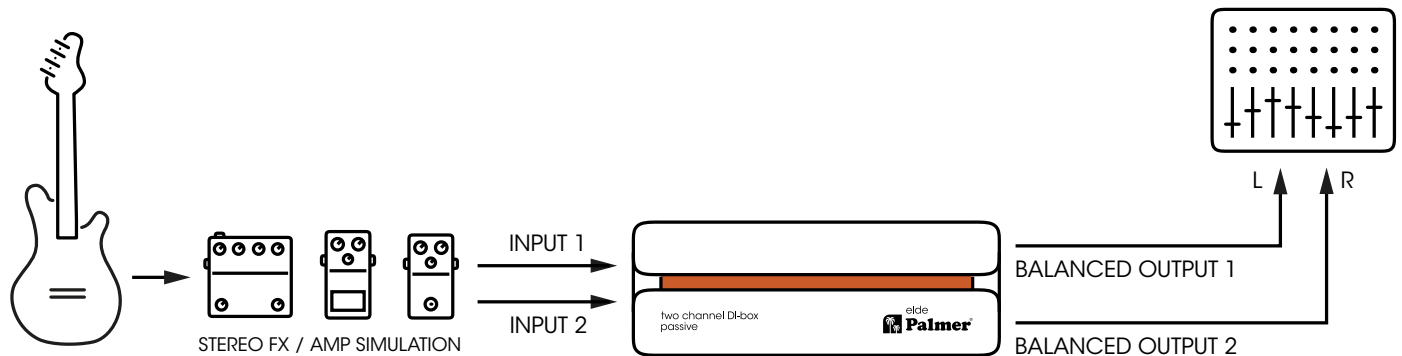 L
R
INPUT 1
INPUT 2
STEREO FX / AMP SIMULATION
two channel DI-box
passive
elde
Palmer®
BALANCED OUTPUT 1
BALANCED OUTPUT 2